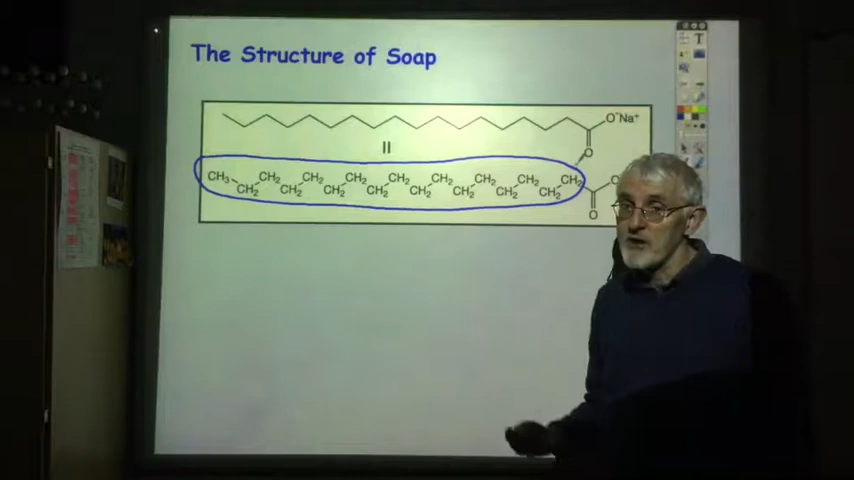 The Structure of Soap
O⁻Na⁺
O
CH₃ CH₂ CH₂ CH₂ CH₂ CH₂ CH₂ CH₂ CH₂
CH₂ CH₂ CH₂ CH₂ CH₂ CH₂ CH₂ CH₂
O
O
T